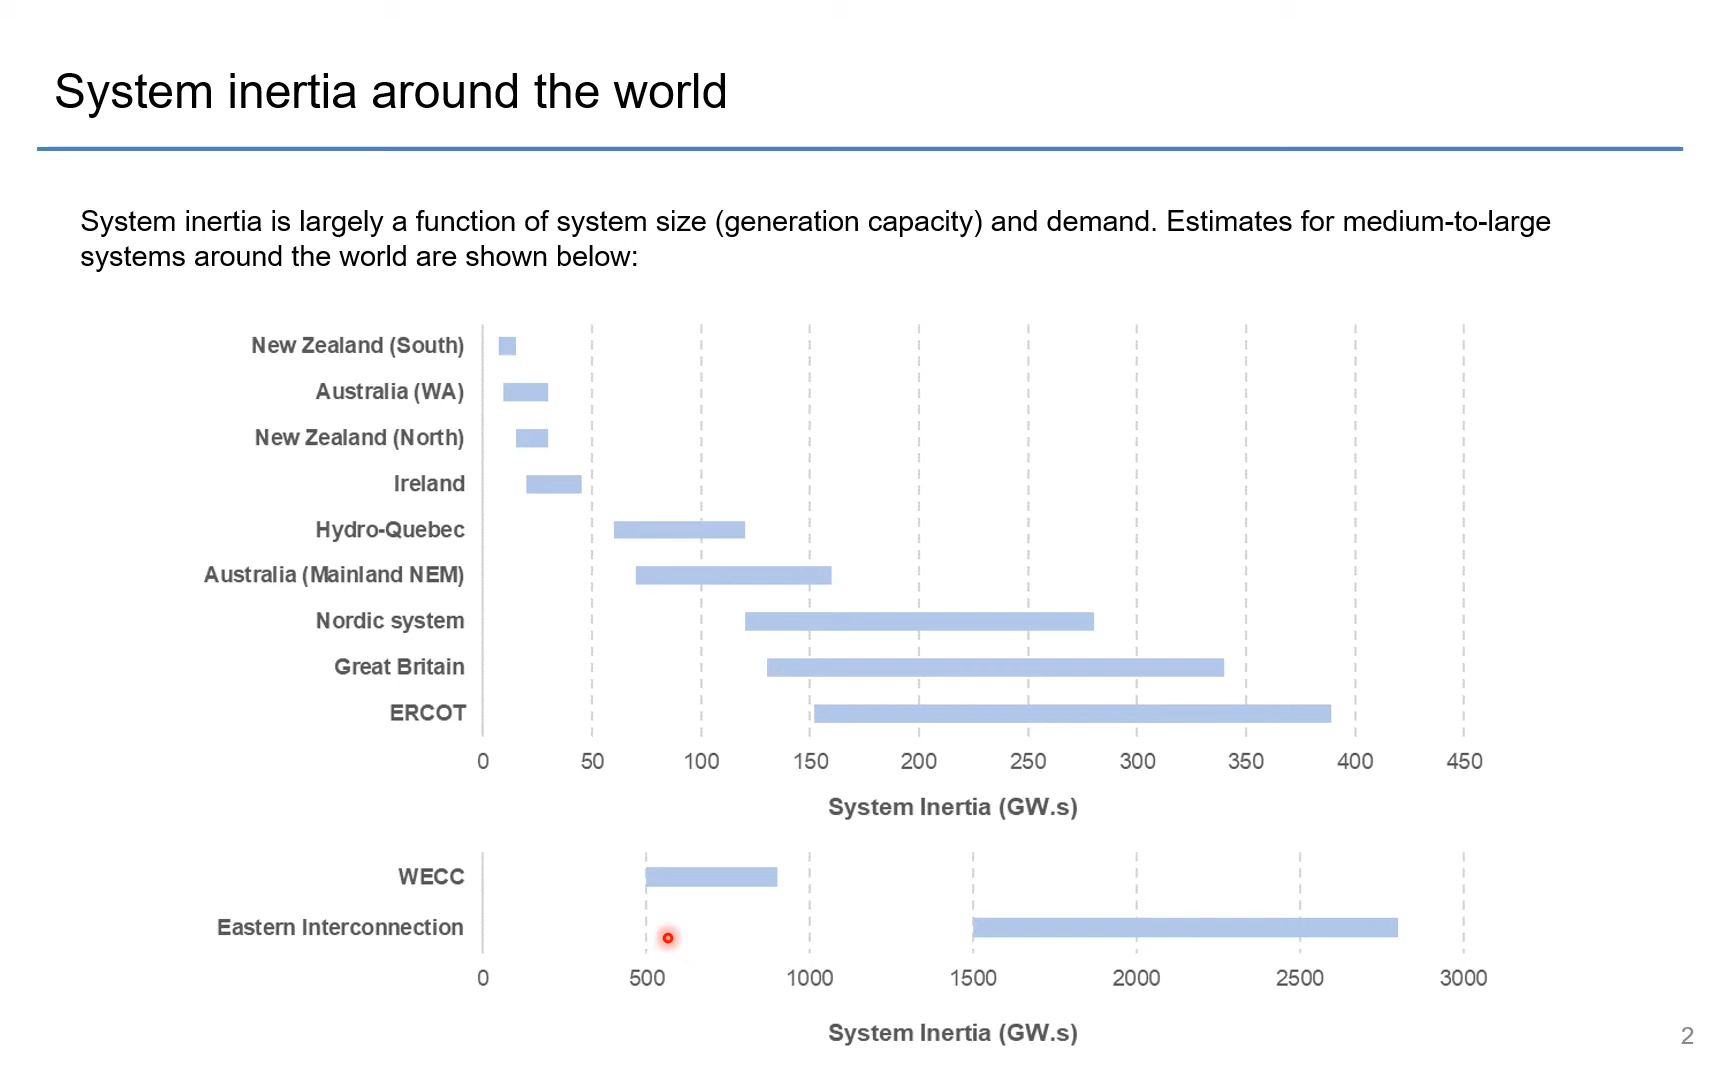 System inertia around the world
System inertia is largely a function of system size (generation capacity) and demand. Estimates for medium-to-large
systems around the world are shown below:
New Zealand (South)
Australia (WA)
New Zealand (North)
Ireland
Hydro-Quebec
Australia (Mainland NEM)
Nordic system
Great Britain
ERCOT
0 50 100 150 200 250 300 350 400 450
System Inertia (GW.s)
WECC
Eastern Interconnection
0 500 1000 1500 2000 2500 3000
System Inertia (GW.s)
2